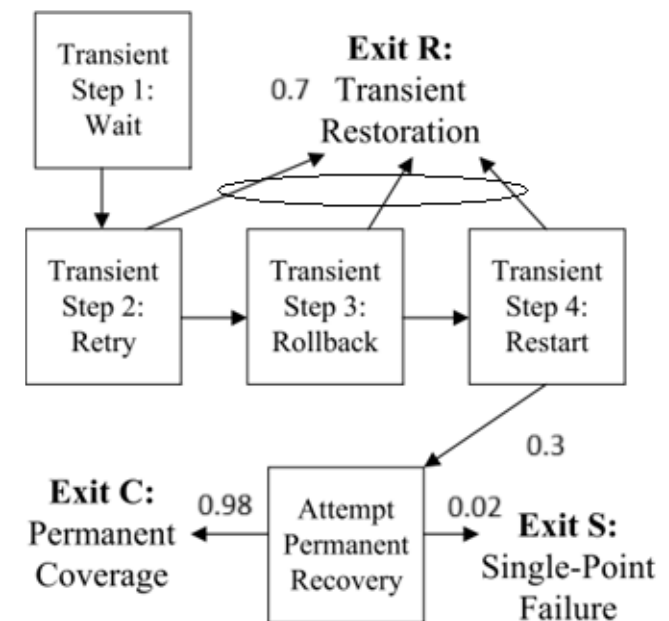 Transient
Step 1:
Wait
Exit R:
0.7
Transient
Restoration
Transient
Step 2:
Retry
Transient
Step 3:
Rollback
Transient
Step 4:
Restart
0.3
Exit C:
Permanent
Coverage
0.98
Attempt
Permanent
Recovery
0.02
Exit S:
Single-Point
Failure